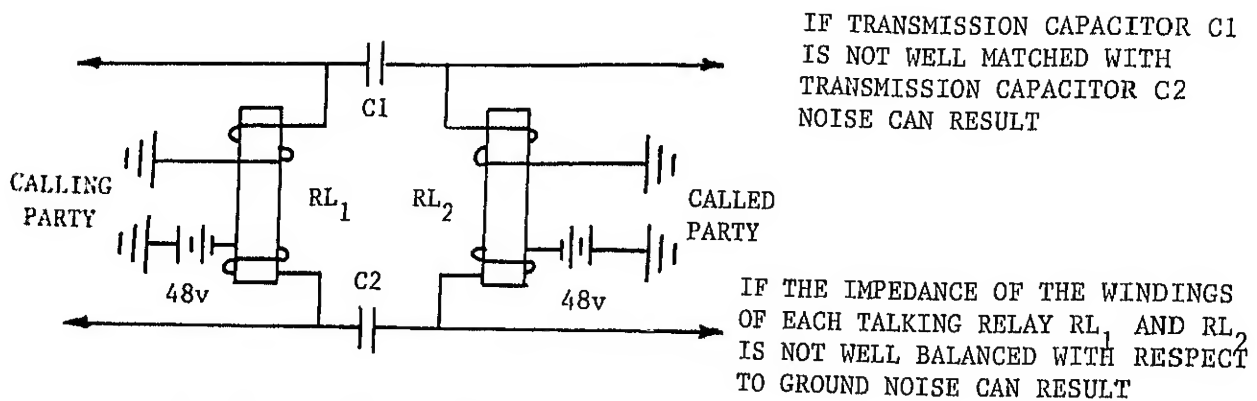 IF TRANSMISSION CAPACITOR C1
IS NOT WELL MATCHED WITH
TRANSMISSION CAPACITOR C2
NOISE CAN RESULT
C1
CALLING
PARTY
RL1
RL2
CALLED
PARTY
48v
C2
48v
IF THE IMPEDANCE OF THE WINDINGS
OF EACH TALKING RELAY RL1 AND RL2
IS NOT WELL BALANCED WITH RESPECT
TO GROUND NOISE CAN RESULT